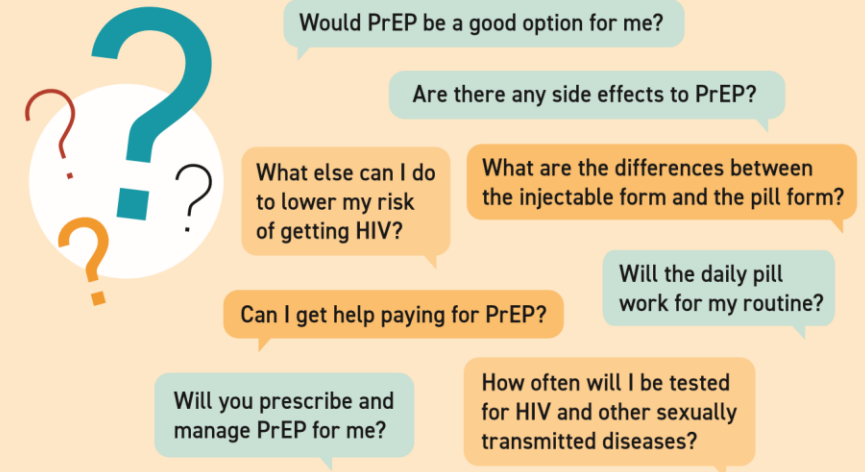 Would PrEP be a good option for me?
Are there any side effects to PrEP?
What else can I do
to lower my risk
of getting HIV?
What are the differences between
the injectable form and the pill form?
Will the daily pill
work for my routine?
Can I get help paying for PrEP?
Will you prescribe and
manage PrEP for me?
How often will I be tested
for HIV and other sexually
transmitted diseases?